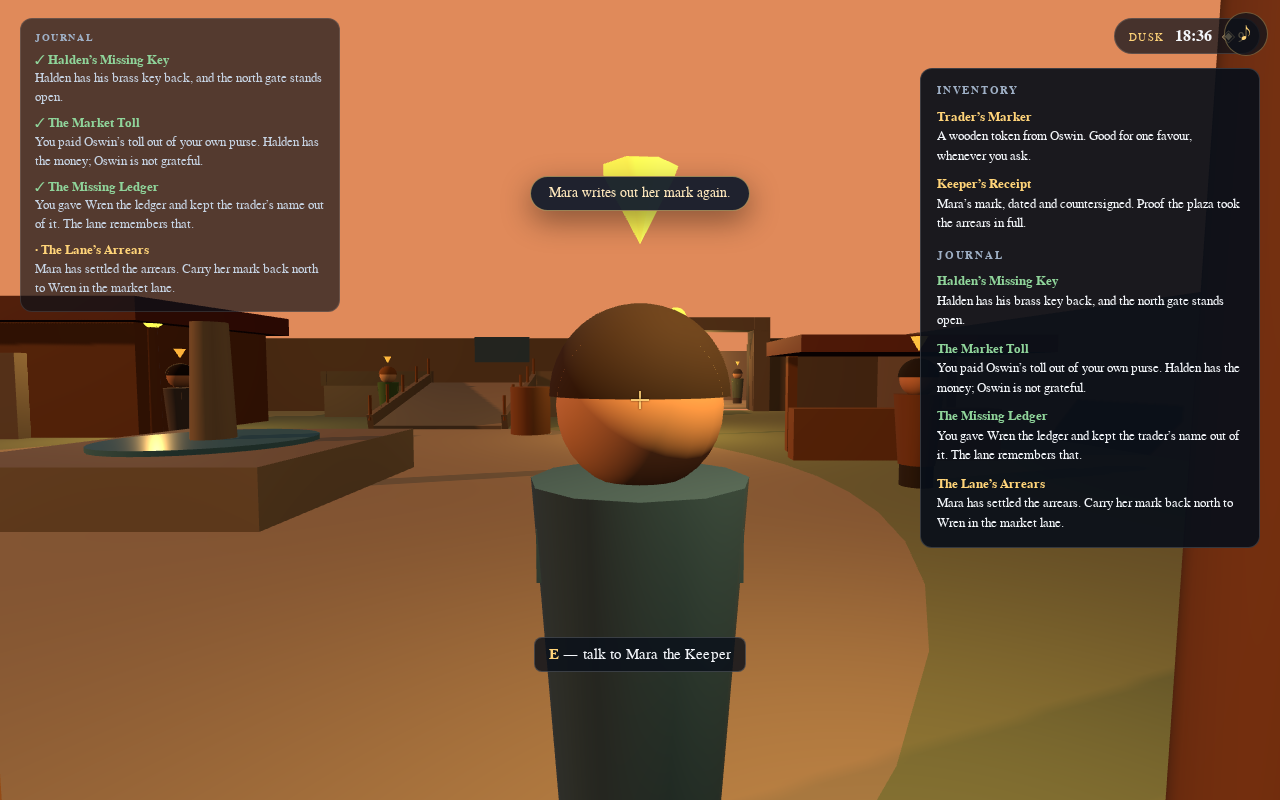 JOURNAL
✓ Halden's Missing Key
Halden has his brass key back, and the north gate stands
open.
✓ The Market Toll
You paid Oswin's toll out of your own purse. Halden has
the money; Oswin is not grateful.
✓ The Missing Ledger
You gave Wren the ledger and kept the trader's name out
of it. The lane remembers that.
· The Lane's Arrears
Mara has settled the arrears. Carry her mark back north
to Wren in the market lane.
Mara writes out her mark again.
E — talk to Mara the Keeper
DUSK 18:36
INVENTORY
Trader's Marker
A wooden token from Oswin. Good for one favour,
whenever you ask.
Keeper's Receipt
Mara's mark, dated and countersigned. Proof the plaza took
the arrears in full.
JOURNAL
Halden's Missing Key
Halden has his brass key back, and the north gate stands
open.
The Market Toll
You paid Oswin's toll out of your own purse. Halden has the
money; Oswin is not grateful.
The Missing Ledger
You gave Wren the ledger and kept the trader's name out of
it. The lane remembers that.
The Lane's Arrears
Mara has settled the arrears. Carry her mark back north to
Wren in the market lane.